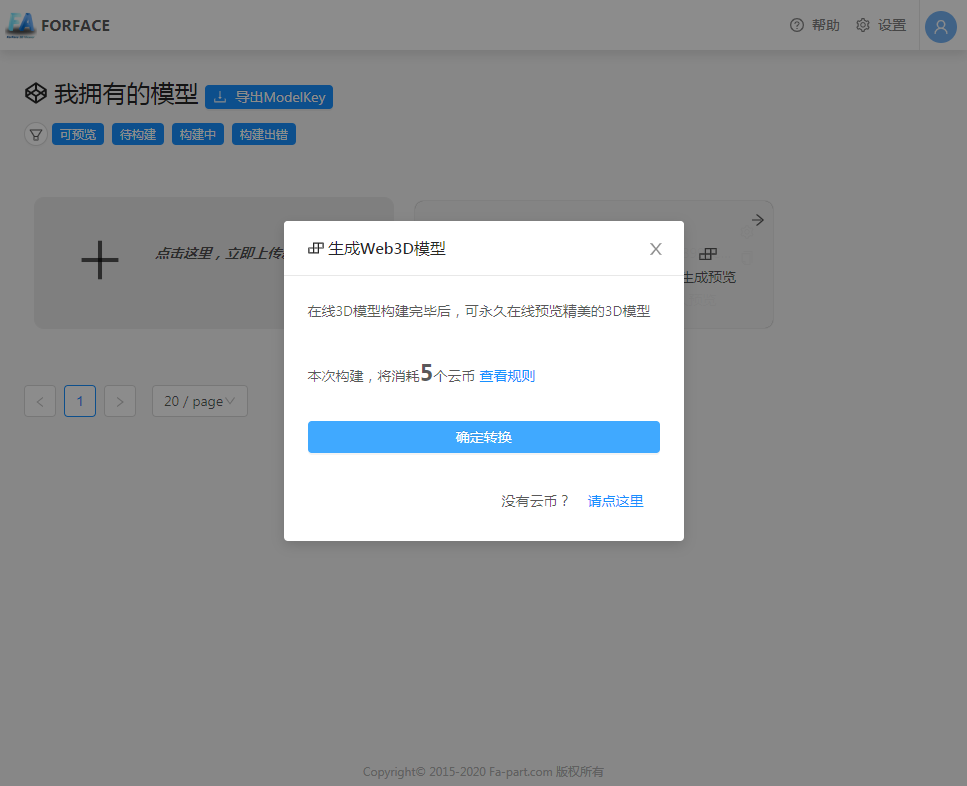 FORFACE
帮助
设置
我拥有的模型
导出ModelKey
可预览
待构建
构建中
构建出错
点击这里，立即上传
生成预览
生成Web3D模型
在线3D模型构建完毕后，可永久在线预览精美的3D模型
本次构建，将消耗5个云币 查看规则
确定转换
没有云币？ 请点这里
< 1 > 20 / page
Copyright© 2015-2020 Fa-part.com 版权所有